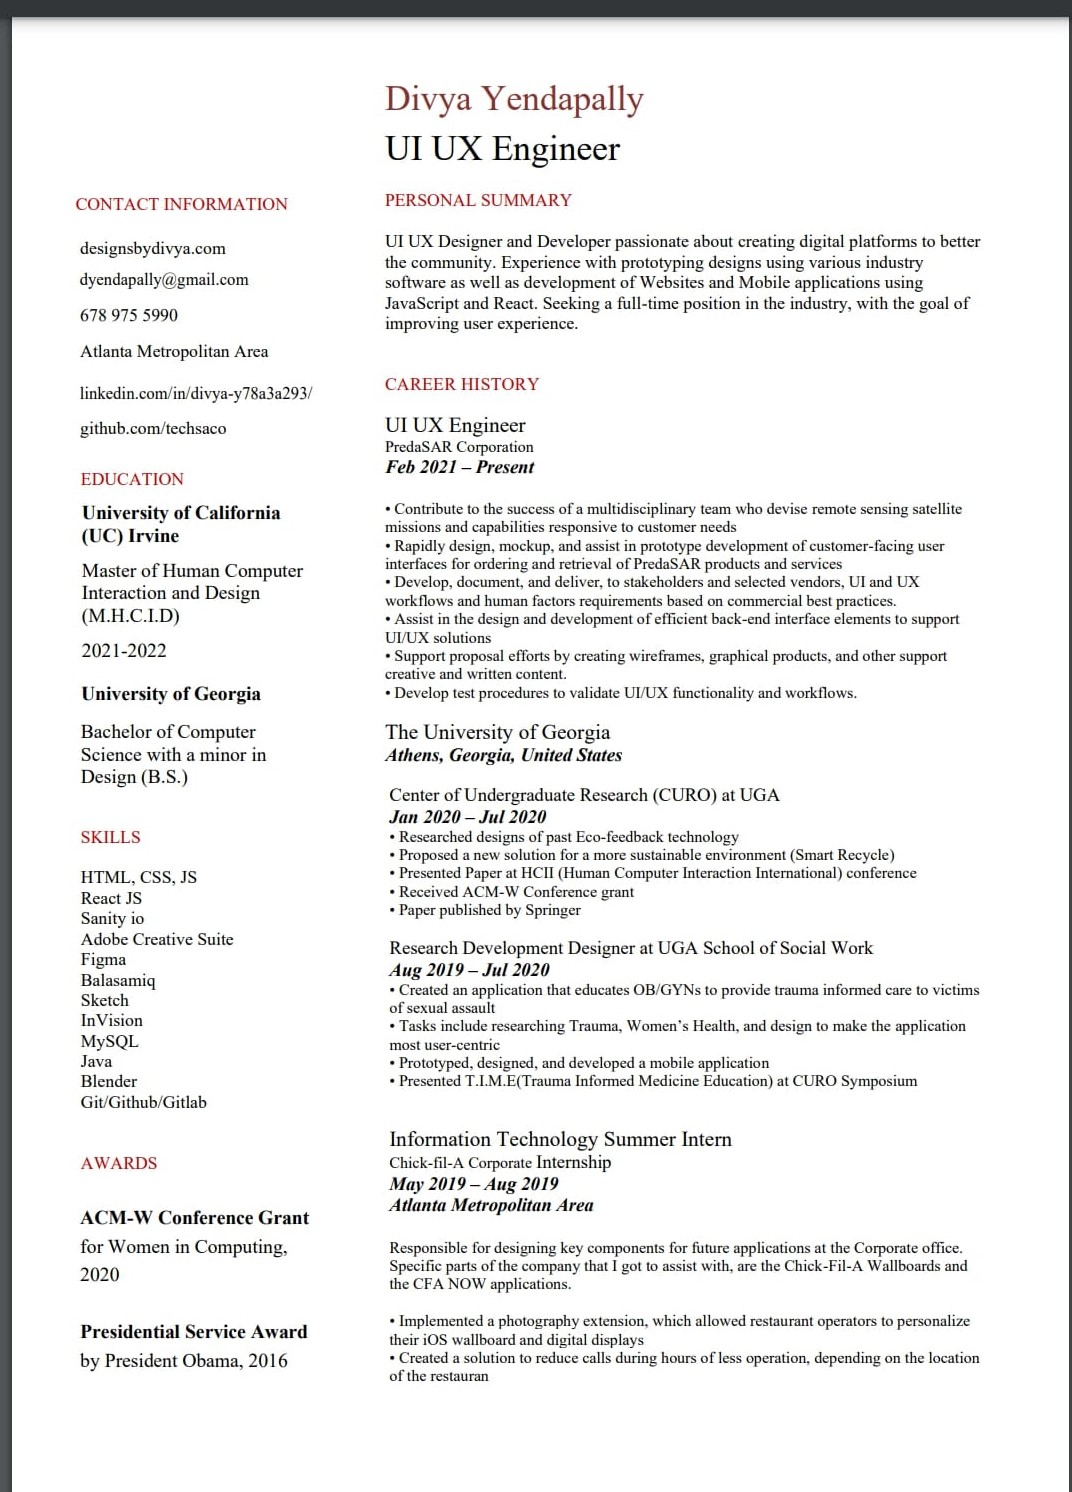 Divya Yendapally
UI UX Engineer
CONTACT INFORMATION
designsbydivya.com
dyendapally@gmail.com
678 975 5990
Atlanta Metropolitan Area
linkedin.com/in/divya-y78a3a293/
github.com/techsaco
EDUCATION
University of California
(UC) Irvine
Master of Human Computer
Interaction and Design
(M.H.C.I.D)
2021-2022
University of Georgia
Bachelor of Computer
Science with a minor in
Design (B.S.)
SKILLS
HTML, CSS, JS
React JS
Sanity io
Adobe Creative Suite
Figma
Balasamiq
Sketch
InVision
MySQL
Java
Blender
Git/Github/Gitlab
AWARDS
ACM-W Conference Grant
for Women in Computing,
2020
Presidential Service Award
by President Obama, 2016
PERSONAL SUMMARY
UI UX Designer and Developer passionate about creating digital platforms to better
the community. Experience with prototyping designs using various industry
software as well as development of Websites and Mobile applications using
JavaScript and React. Seeking a full-time position in the industry, with the goal of
improving user experience.
CAREER HISTORY
UI UX Engineer
PredaSAR Corporation
Feb 2021 – Present
• Contribute to the success of a multidisciplinary team who devise remote sensing satellite
missions and capabilities responsive to customer needs
• Rapidly design, mockup, and assist in prototype development of customer-facing user
interfaces for ordering and retrieval of PredaSAR products and services
• Develop, document, and deliver, to stakeholders and selected vendors, UI and UX
workflows and human factors requirements based on commercial best practices.
• Assist in the design and development of efficient back-end interface elements to support
UI/UX solutions
• Support proposal efforts by creating wireframes, graphical products, and other support
creative and written content.
• Develop test procedures to validate UI/UX functionality and workflows.
The University of Georgia
Athens, Georgia, United States
Center of Undergraduate Research (CURO) at UGA
Jan 2020 – Jul 2020
• Researched designs of past Eco-feedback technology
• Proposed a new solution for a more sustainable environment (Smart Recycle)
• Presented Paper at HCII (Human Computer Interaction International) conference
• Received ACM-W Conference grant
• Paper published by Springer
Research Development Designer at UGA School of Social Work
Aug 2019 – Jul 2020
• Created an application that educates OB/GYNs to provide trauma informed care to victims
of sexual assault
• Tasks include researching Trauma, Women’s Health, and design to make the application
most user-centric
• Prototyped, designed, and developed a mobile application
• Presented T.I.M.E(Trauma Informed Medicine Education) at CURO Symposium
Information Technology Summer Intern
Chick-fil-A Corporate Internship
May 2019 – Aug 2019
Atlanta Metropolitan Area
Responsible for designing key components for future applications at the Corporate office.
Specific parts of the company that I got to assist with, are the Chick-Fil-A Wallboards and
the CFA NOW applications.
• Implemented a photography extension, which allowed restaurant operators to personalize
their iOS wallboard and digital displays
• Created a solution to reduce calls during hours of less operation, depending on the location
of the restauran